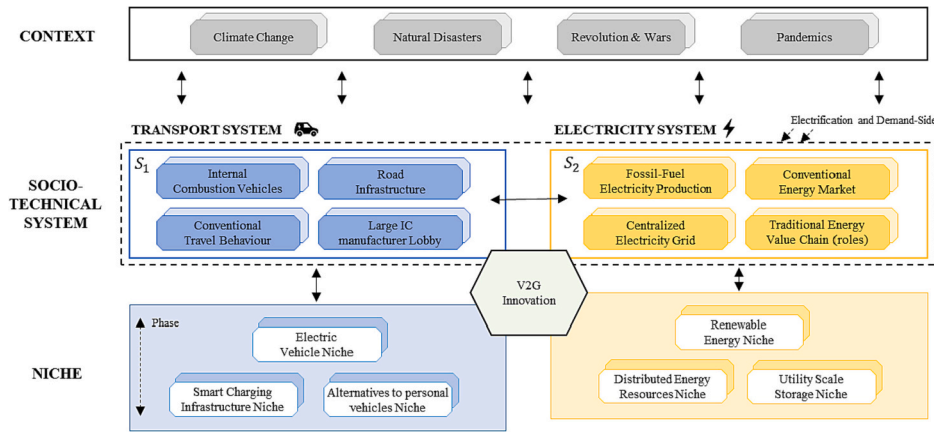 CONTEXT
Climate Change
Natural Disasters
Revolution & Wars
Pandemics
TRANSPORT SYSTEM
ELECTRICITY SYSTEM
Electrification and Demand-Side
SOCIO-
TECHNICAL
SYSTEM
S1
Internal
Combustion Vehicles
Road
Infrastructure
Conventional
Travel Behaviour
Large IC
manufacturer Lobby
S2
Fossil-Fuel
Electricity Production
Conventional
Energy Market
Centralized
Electricity Grid
Traditional Energy
Value Chain (roles)
V2G
Innovation
NICHE
Phase
Electric
Vehicle Niche
Smart Charging
Infrastructure Niche
Alternatives to personal
vehicles Niche
Renewable
Energy Niche
Distributed Energy
Resources Niche
Utility Scale
Storage Niche